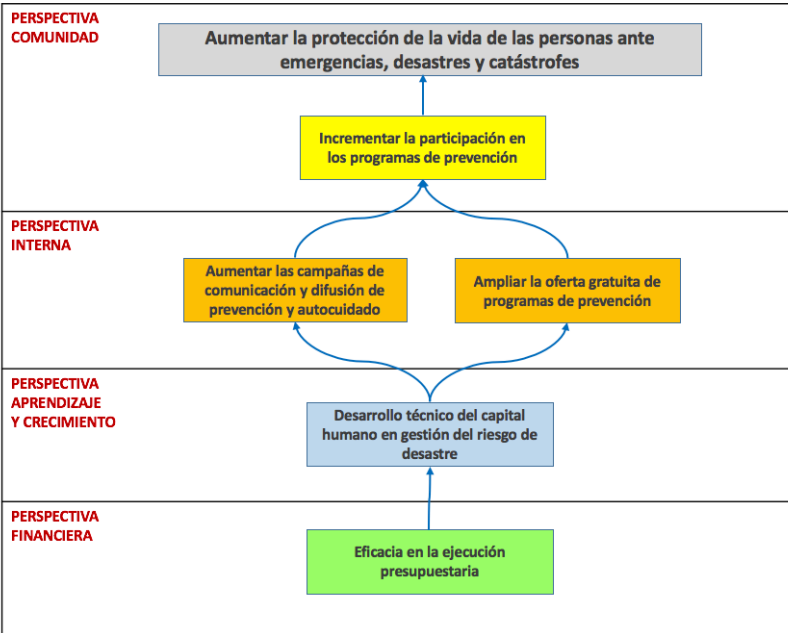 PERSPECTIVA
COMUNIDAD
Aumentar la protección de la vida de las personas ante
emergencias, desastres y catástrofes
Incrementar la participación en
los programas de prevención
PERSPECTIVA
INTERNA
Aumentar las campañas de
comunicación y difusión de
prevención y autocuidado
Ampliar la oferta gratuita de
programas de prevención
PERSPECTIVA
APRENDIZAJE
Y CRECIMIENTO
Desarrollo técnico del capital
humano en gestión del riesgo de
desastre
PERSPECTIVA
FINANCIERA
Eficacia en la ejecución
presupuestaria